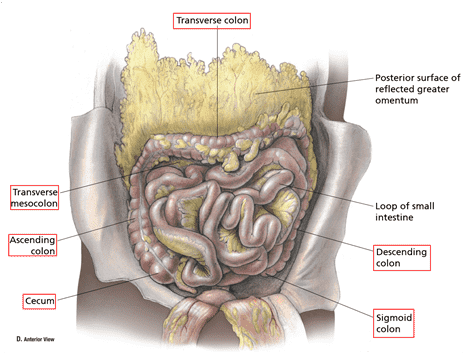 Transverse colon
Posterior surface of
reflected greater
omentum
Transverse
mesocolon
Loop of small
intestine
Ascending
colon
Descending
colon
Cecum
Sigmoid
colon
D. Anterior View